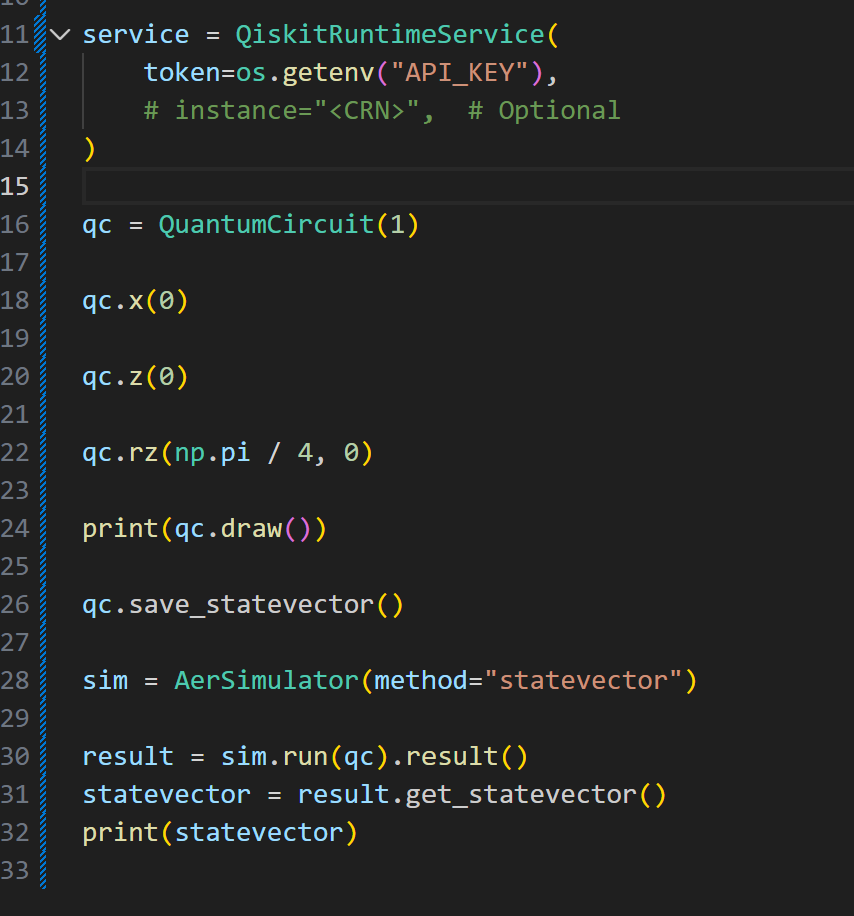 11 service = QiskitRuntimeService(
12     token=os.getenv("API_KEY"),
13     # instance="<CRN>",  # Optional
14 )
15
16 qc = QuantumCircuit(1)
17
18 qc.x(0)
19
20 qc.z(0)
21
22 qc.rz(np.pi / 4, 0)
23
24 print(qc.draw())
25
26 qc.save_statevector()
27
28 sim = AerSimulator(method="statevector")
29
30 result = sim.run(qc).result()
31 statevector = result.get_statevector()
32 print(statevector)
33